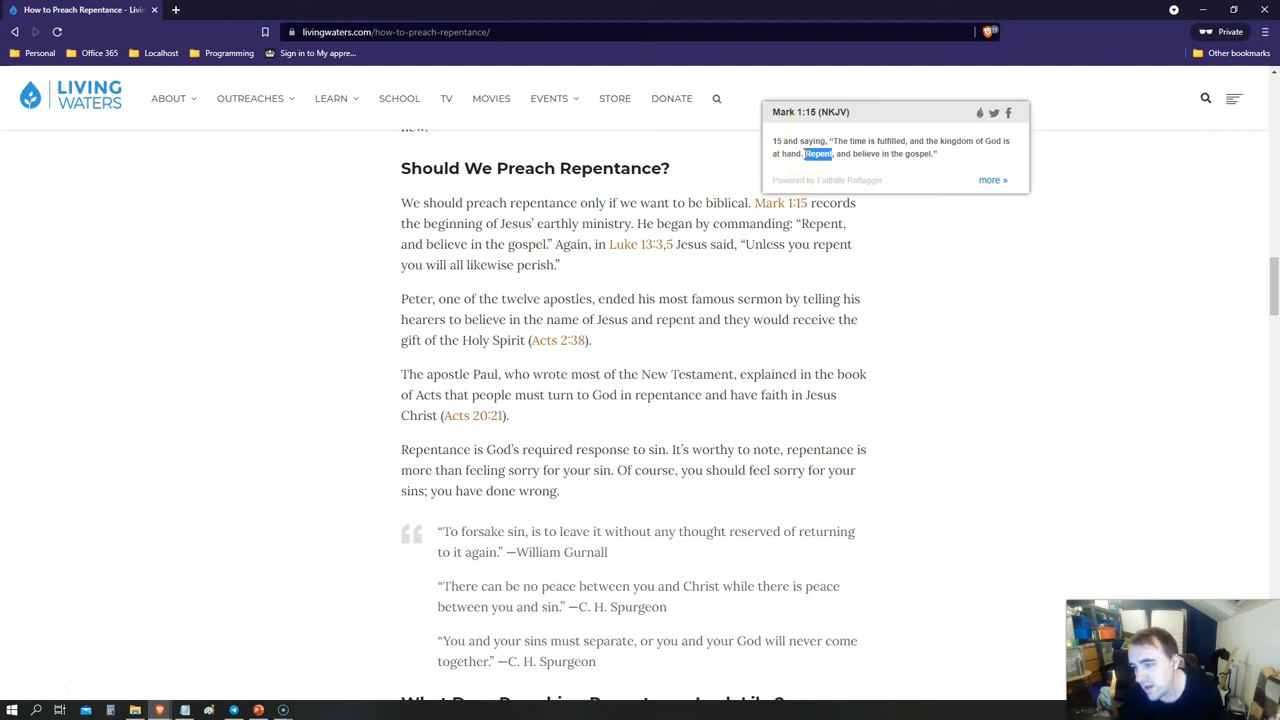 How to Preach Repentance - Livin
livingwaters.com/how-to-preach-repentance/
Private
Personal
Office 365
Localhost
Programming
Sign in to My appre...
Other bookmarks
LIVING
WATERS
ABOUT
OUTREACHES
LEARN
SCHOOL
TV
MOVIES
EVENTS
STORE
DONATE
Mark 1:15 (NKJV)
15 and saying, “The time is fulfilled, and the kingdom of God is
at hand. Repent, and believe in the gospel.”
Powered by Faithlife Reftagger
more »
Should We Preach Repentance?
We should preach repentance only if we want to be biblical. Mark 1:15 records
the beginning of Jesus’ earthly ministry. He began by commanding: “Repent,
and believe in the gospel.” Again, in Luke 13:3,5 Jesus said, “Unless you repent
you will all likewise perish.”
Peter, one of the twelve apostles, ended his most famous sermon by telling his
hearers to believe in the name of Jesus and repent and they would receive the
gift of the Holy Spirit (Acts 2:38).
The apostle Paul, who wrote most of the New Testament, explained in the book
of Acts that people must turn to God in repentance and have faith in Jesus
Christ (Acts 20:21).
Repentance is God’s required response to sin. It’s worthy to note, repentance is
more than feeling sorry for your sin. Of course, you should feel sorry for your
sins; you have done wrong.
“To forsake sin, is to leave it without any thought reserved of returning
to it again.” —William Gurnall
“There can be no peace between you and Christ while there is peace
between you and sin.” —C. H. Spurgeon
“You and your sins must separate, or you and your God will never come
together.” —C. H. Spurgeon